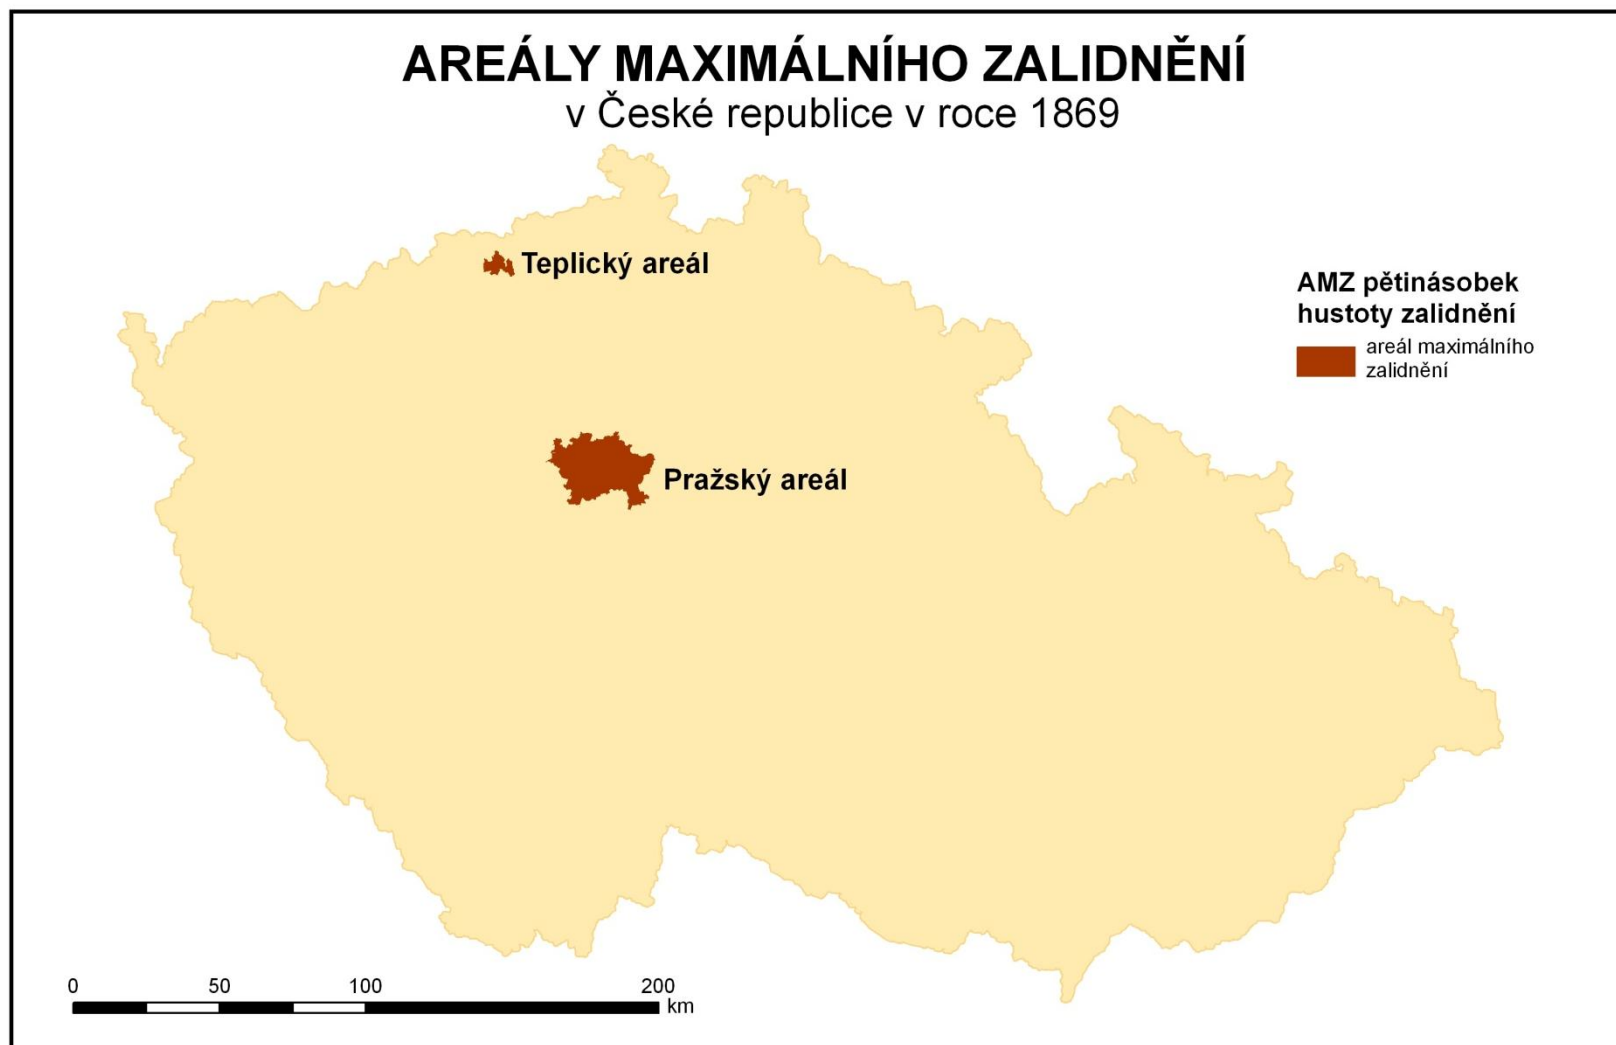 AREÁLY MAXIMÁLNÍHO ZALIDNĚNÍ
v České republice v roce 1869
Teplický areál
AMZ pětinásobek
hustoty zalidnění
areál maximálního
zalidnění
Pražský areál
0 50 100 200
km